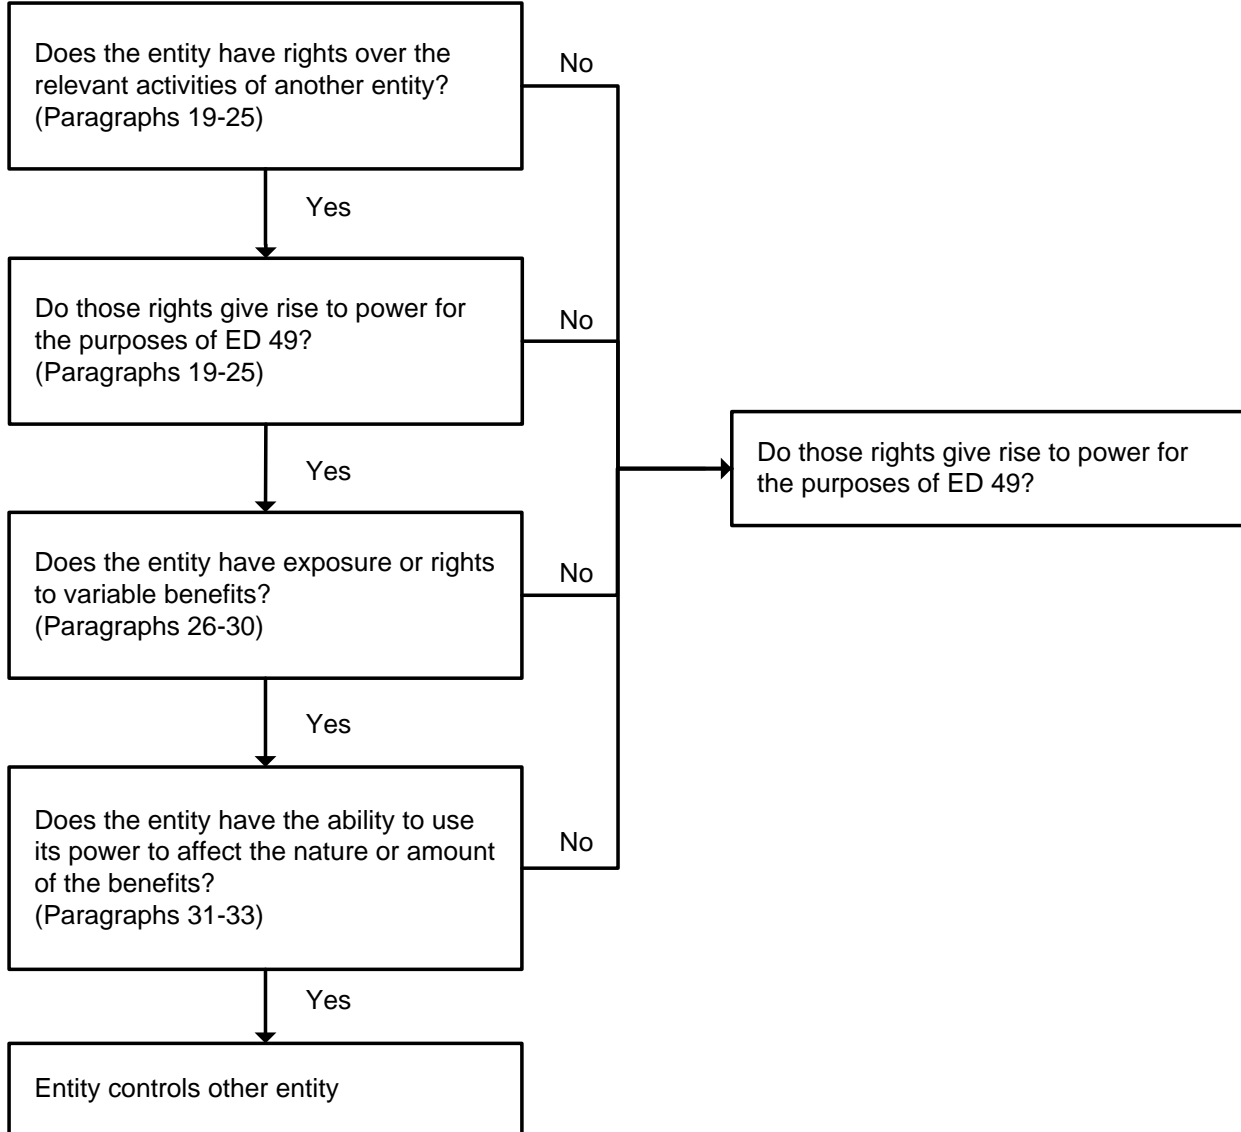 Does the entity have rights over the
relevant activities of another entity?
(Paragraphs 19-25)
No
Yes
Do those rights give rise to power for
the purposes of ED 49?
(Paragraphs 19-25)
No
Do those rights give rise to power for
the purposes of ED 49?
Yes
Does the entity have exposure or rights
to variable benefits?
(Paragraphs 26-30)
No
Yes
Does the entity have the ability to use
its power to affect the nature or amount
of the benefits?
(Paragraphs 31-33)
No
Yes
Entity controls other entity